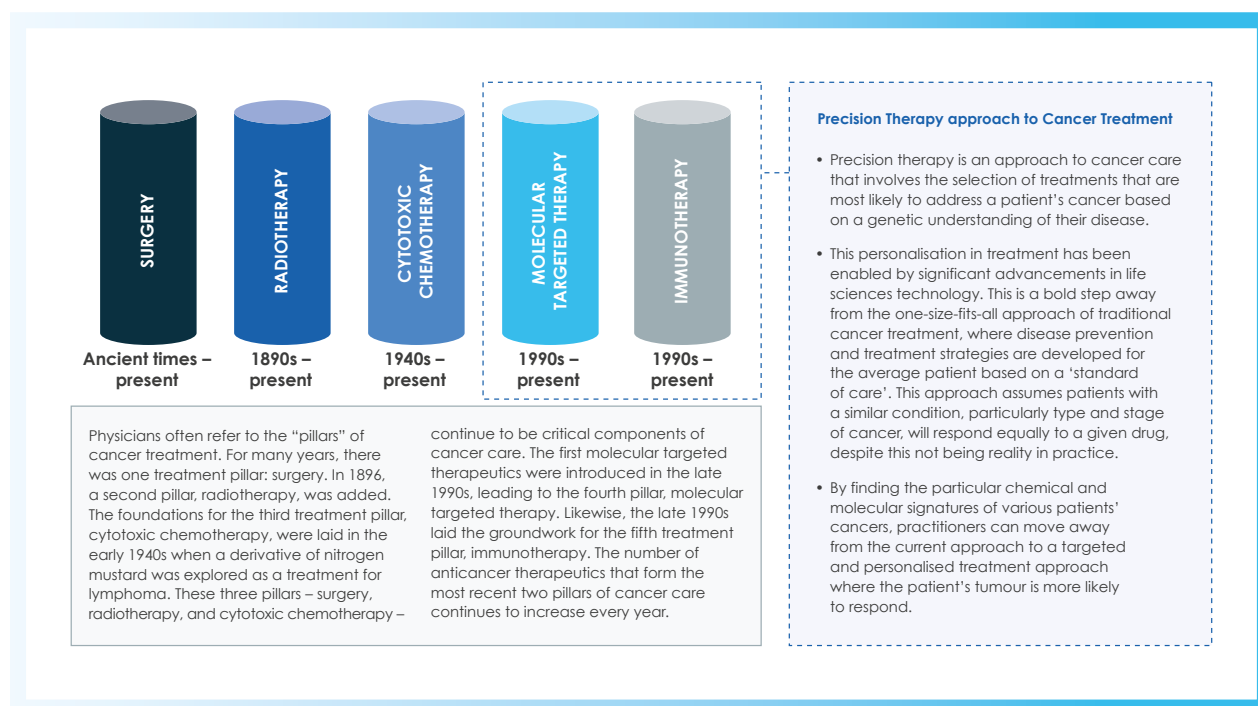 SURGERY
RADIOTHERAPY
CYTOTOXIC
CHEMOTHERAPY
MOLECULAR
TARGETED THERAPY
IMMUNOTHERAPY
Ancient times –
present
1890s –
present
1940s –
present
1990s –
present
1990s –
present
Physicians often refer to the “pillars” of
cancer treatment. For many years, there
was one treatment pillar: surgery. In 1896,
a second pillar, radiotherapy, was added.
The foundations for the third treatment pillar,
cytotoxic chemotherapy, were laid in the
early 1940s when a derivative of nitrogen
mustard was explored as a treatment for
lymphoma. These three pillars – surgery,
radiotherapy, and cytotoxic chemotherapy –
continue to be critical components of
cancer care. The first molecular targeted
therapeutics were introduced in the late
1990s, leading to the fourth pillar, molecular
targeted therapy. Likewise, the late 1990s
laid the groundwork for the fifth treatment
pillar, immunotherapy. The number of
anticancer therapeutics that form the
most recent two pillars of cancer care
continues to increase every year.
Precision Therapy approach to Cancer Treatment
• Precision therapy is an approach to cancer care
that involves the selection of treatments that are
most likely to address a patient’s cancer based
on a genetic understanding of their disease.
• This personalisation in treatment has been
enabled by significant advancements in life
sciences technology. This is a bold step away
from the one-size-fits-all approach of traditional
cancer treatment, where disease prevention
and treatment strategies are developed for
the average patient based on a ‘standard
of care’. This approach assumes patients with
a similar condition, particularly type and stage
of cancer, will respond equally to a given drug,
despite this not being reality in practice.
• By finding the particular chemical and
molecular signatures of various patients’
cancers, practitioners can move away
from the current approach to a targeted
and personalised treatment approach
where the patient’s tumour is more likely
to respond.